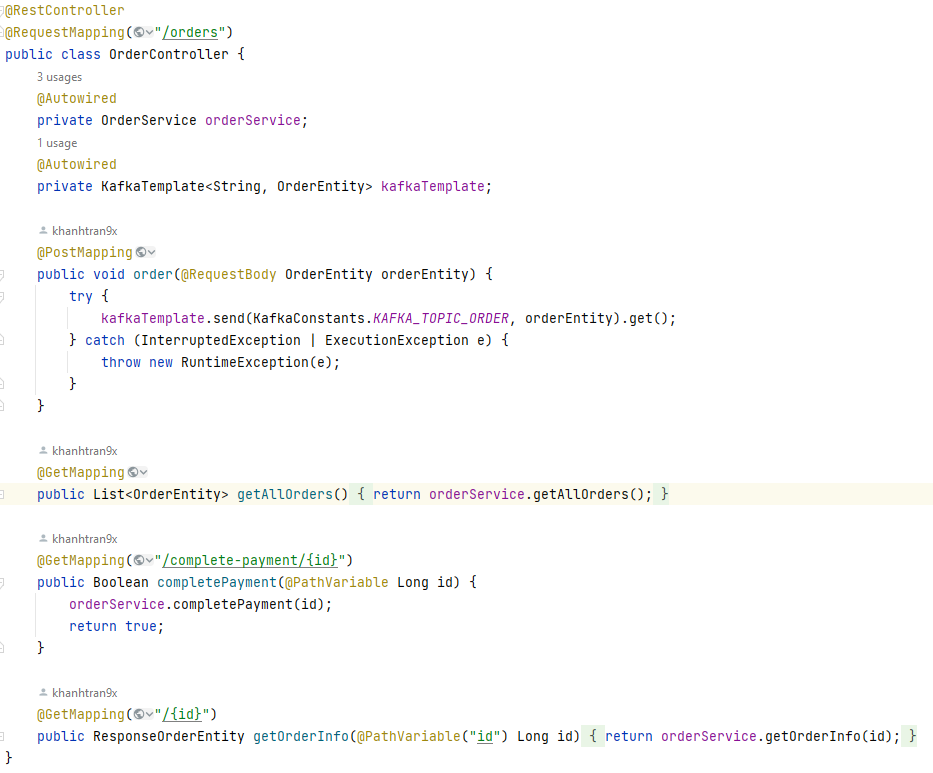 @RestController
@RequestMapping("/orders")
public class OrderController {
3 usages
@Autowired
private OrderService orderService;
1 usage
@Autowired
private KafkaTemplate<String, OrderEntity> kafkaTemplate;
khanhtran9x
@PostMapping
public void order(@RequestBody OrderEntity orderEntity) {
try {
kafkaTemplate.send(KafkaConstants.KAFKA_TOPIC_ORDER, orderEntity).get();
} catch (InterruptedException | ExecutionException e) {
throw new RuntimeException(e);
}
}
khanhtran9x
@GetMapping
public List<OrderEntity> getAllOrders() { return orderService.getAllOrders(); }
khanhtran9x
@GetMapping("/complete-payment/{id}")
public Boolean completePayment(@PathVariable Long id) {
orderService.completePayment(id);
return true;
}
khanhtran9x
@GetMapping("/{id}")
public ResponseOrderEntity getOrderInfo(@PathVariable("id") Long id) { return orderService.getOrderInfo(id); }
}